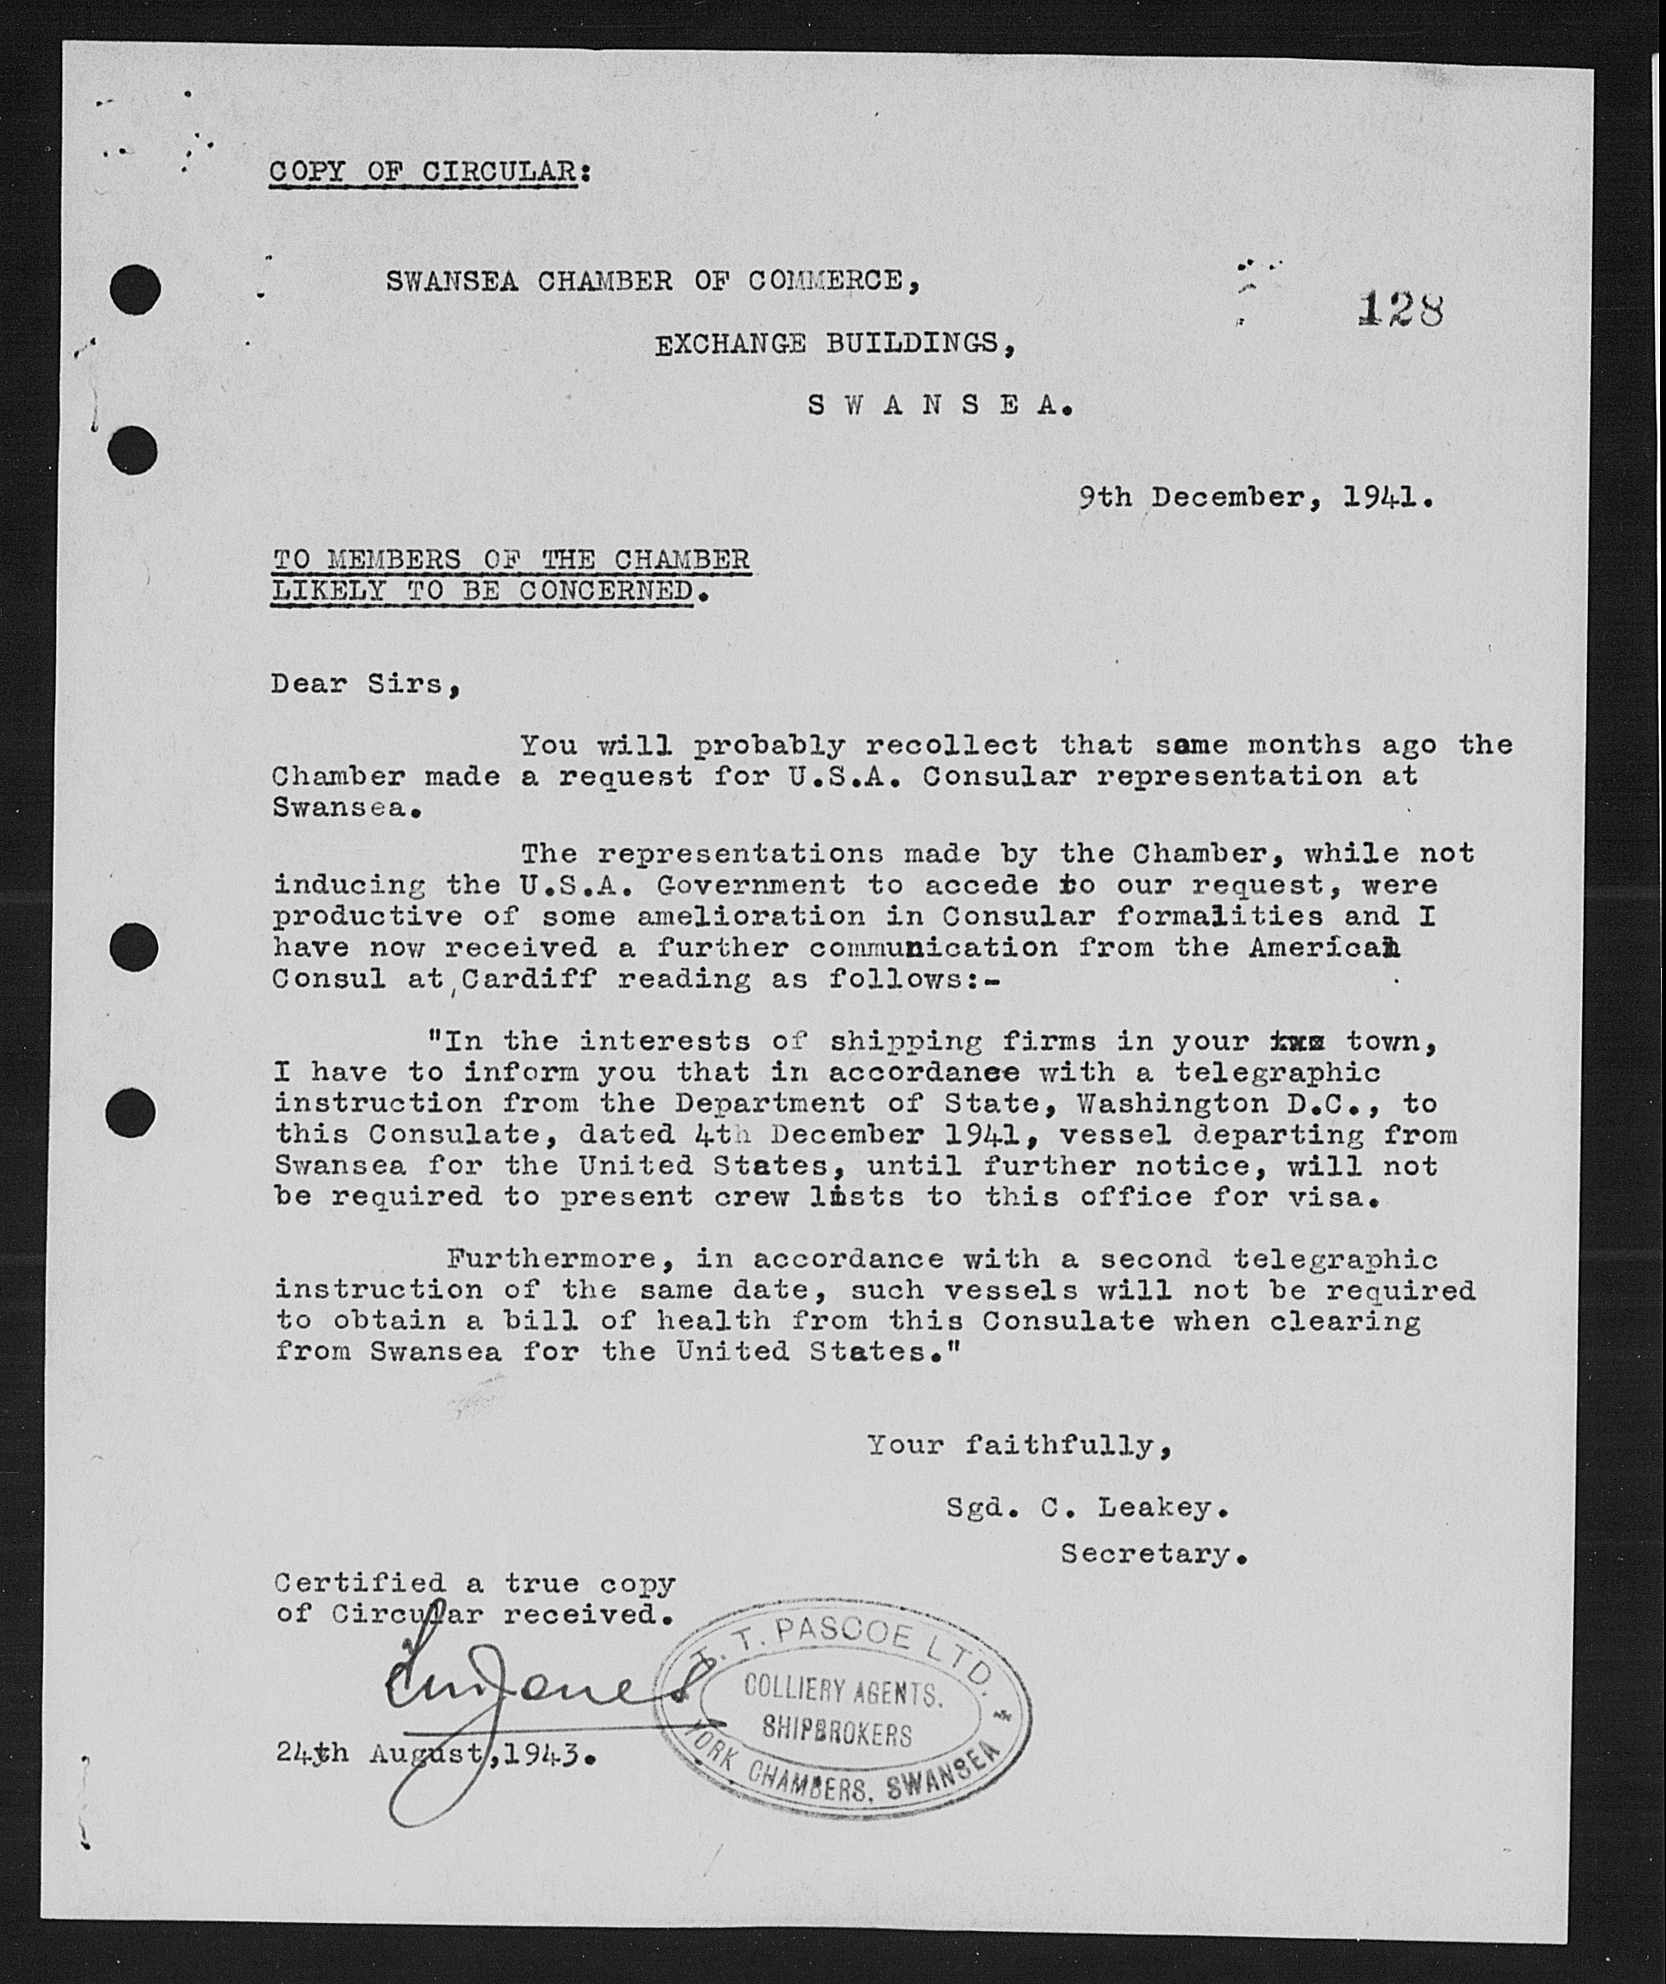 COPY OF CIRCULAR:
SWANSEA CHAMBER OF COMMERCE,
128
EXCHANGE BUILDINGS,
S W A N S E A.
9th December, 1941.
TO MEMBERS OF THE CHAMBER
LIKELY TO BE CONCERNED.
Dear Sirs,
You will probably recollect that some months ago the
Chamber made a request for U.S.A. Consular representation at
Swansea.
The representations made by the Chamber, while not
inducing the U.S.A. Government to accede to our request, were
productive of some amelioration in Consular formalities and I
have now received a further communication from the American
Consul at Cardiff reading as follows:-
"In the interests of shipping firms in your town,
I have to inform you that in accordance with a telegraphic
instruction from the Department of State, Washington D.C., to
this Consulate, dated 4th December 1941, vessel departing from
Swansea for the United States, until further notice, will not
be required to present crew lists to this office for visa.
Furthermore, in accordance with a second telegraphic
instruction of the same date, such vessels will not be required
to obtain a bill of health from this Consulate when clearing
from Swansea for the United States."
Your faithfully,
Sgd. C. Leakey.
Secretary.
Certified a true copy
of Circular received.
Jones
24th August, 1943.
T. T. PASCOE LTD.
COLLIERY AGENTS.
SHIPBROKERS
YORK CHAMBERS, SWANSEA